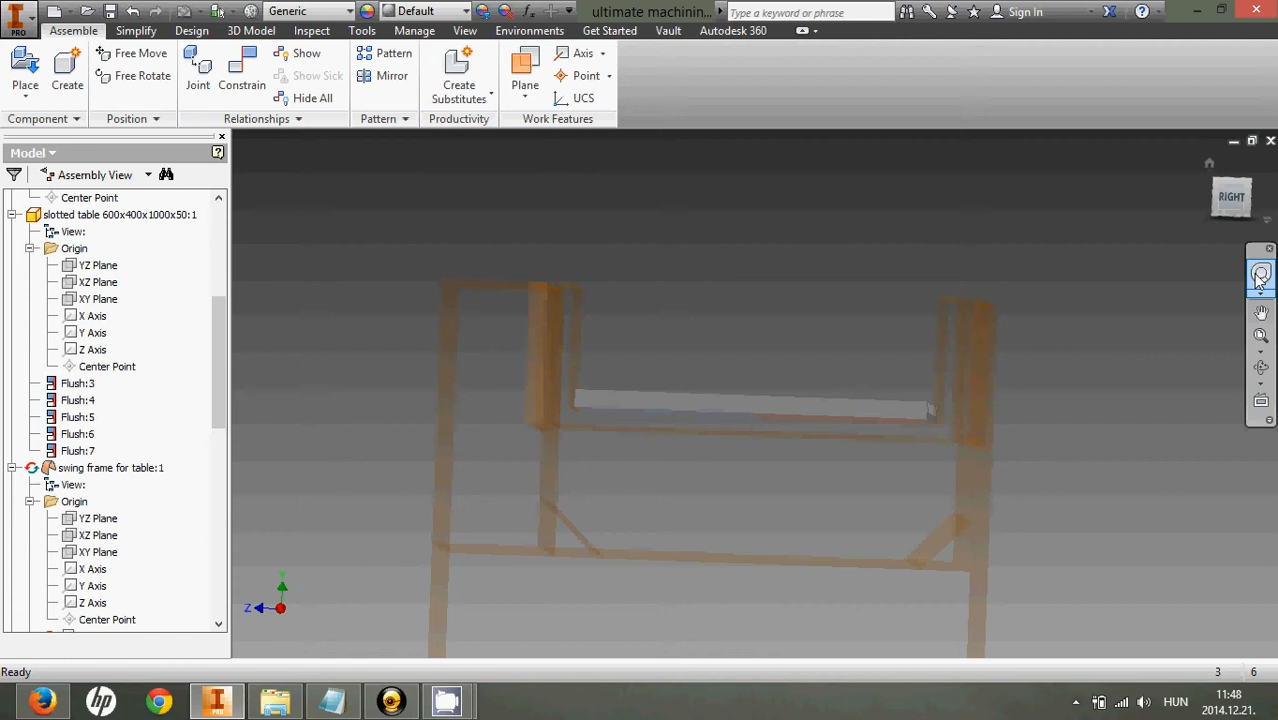 Generic
Default
ultimate machinin...
Type a keyword or phrase
Sign In
PRO
Assemble Simplify Design 3D Model Inspect Tools Manage View Environments Get Started Vault Autodesk 360
Place
Create
Free Move
Free Rotate
Joint
Constrain
Show
Show Sick
Hide All
Pattern
Mirror
Create
Substitutes
Plane
Axis
Point
UCS
Component Position Relationships Pattern Productivity Work Features
Model
Assembly View
Center Point
slotted table 600x400x1000x50:1
View:
Origin
YZ Plane
XZ Plane
XY Plane
X Axis
Y Axis
Z Axis
Center Point
Flush:3
Flush:4
Flush:5
Flush:6
Flush:7
swing frame for table:1
View:
Origin
YZ Plane
XZ Plane
XY Plane
X Axis
Y Axis
Z Axis
Center Point
RIGHT
Y
Z
Ready
3 6
HUN
11:48
2014.12.21.